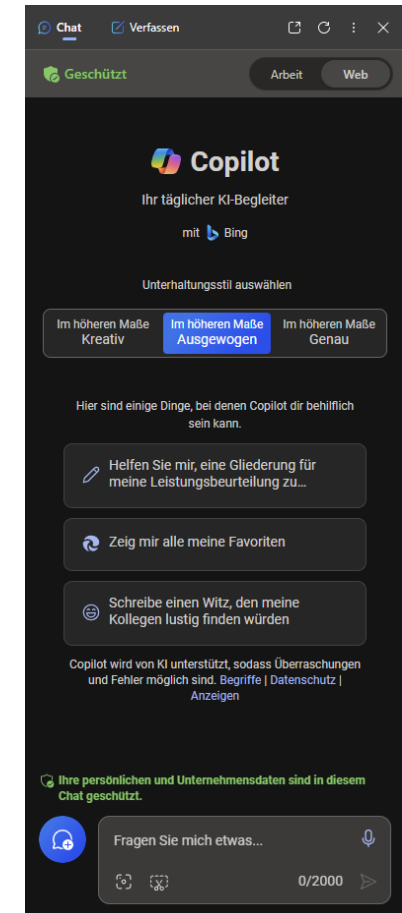 Chat Verfassen
Geschützt Arbeit Web
Copilot
Ihr täglicher KI-Begleiter
mit Bing
Unterhaltungsstil auswählen
Im höheren Maße Im höheren Maße Im höheren Maße
Kreativ Ausgewogen Genau
Hier sind einige Dinge, bei denen Copilot dir behilflich
sein kann.
Helfen Sie mir, eine Gliederung für
meine Leistungsbeurteilung zu...
Zeig mir alle meine Favoriten
Schreibe einen Witz, den meine
Kollegen lustig finden würden
Copilot wird von KI unterstützt, sodass Überraschungen
und Fehler möglich sind. Begriffe | Datenschutz |
Anzeigen
Ihre persönlichen und Unternehmensdaten sind in diesem
Chat geschützt.
Fragen Sie mich etwas...
0/2000